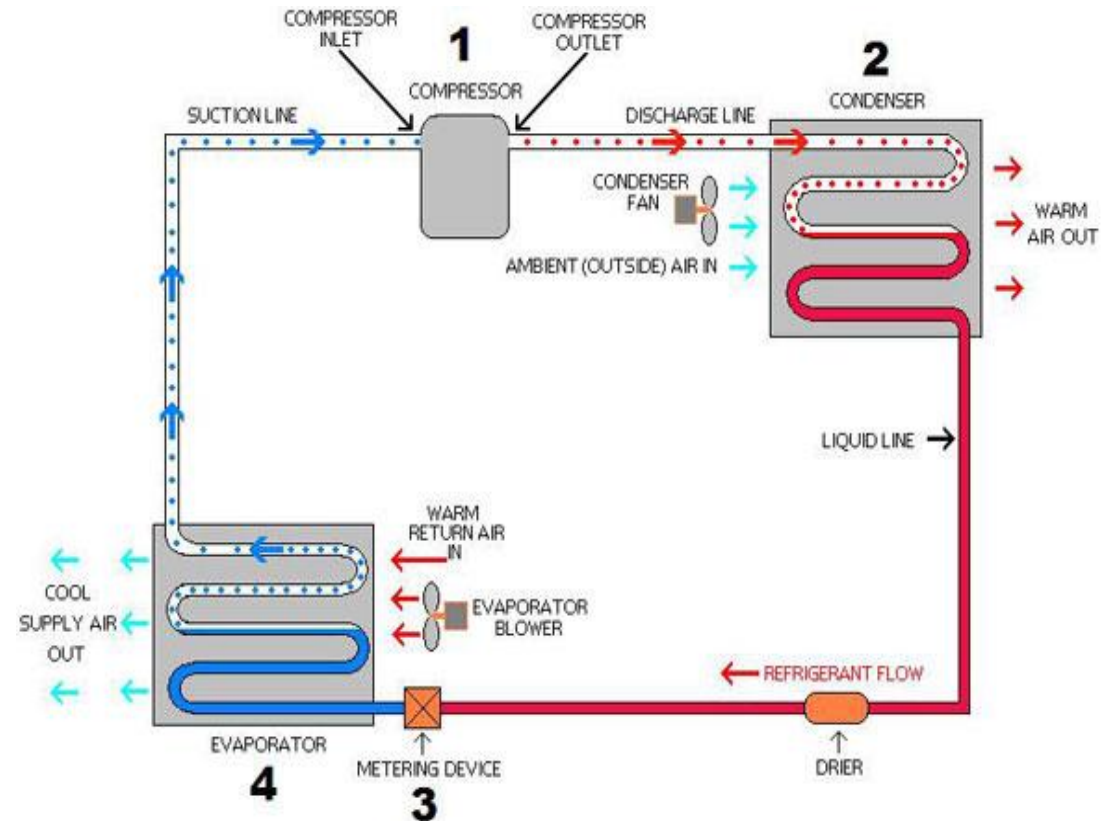 COMPRESSOR
INLET
1
COMPRESSOR
OUTLET
2
COMPRESSOR
CONDENSER
SUCTION LINE
DISCHARGE LINE
CONDENSER
FAN
WARM
AIR OUT
AMBIENT (OUTSIDE) AIR IN
LIQUID LINE
WARM
RETURN AIR
IN
COOL
SUPPLY AIR
OUT
EVAPORATOR
BLOWER
REFRIGERANT FLOW
EVAPORATOR
4
METERING DEVICE
3
DRIER